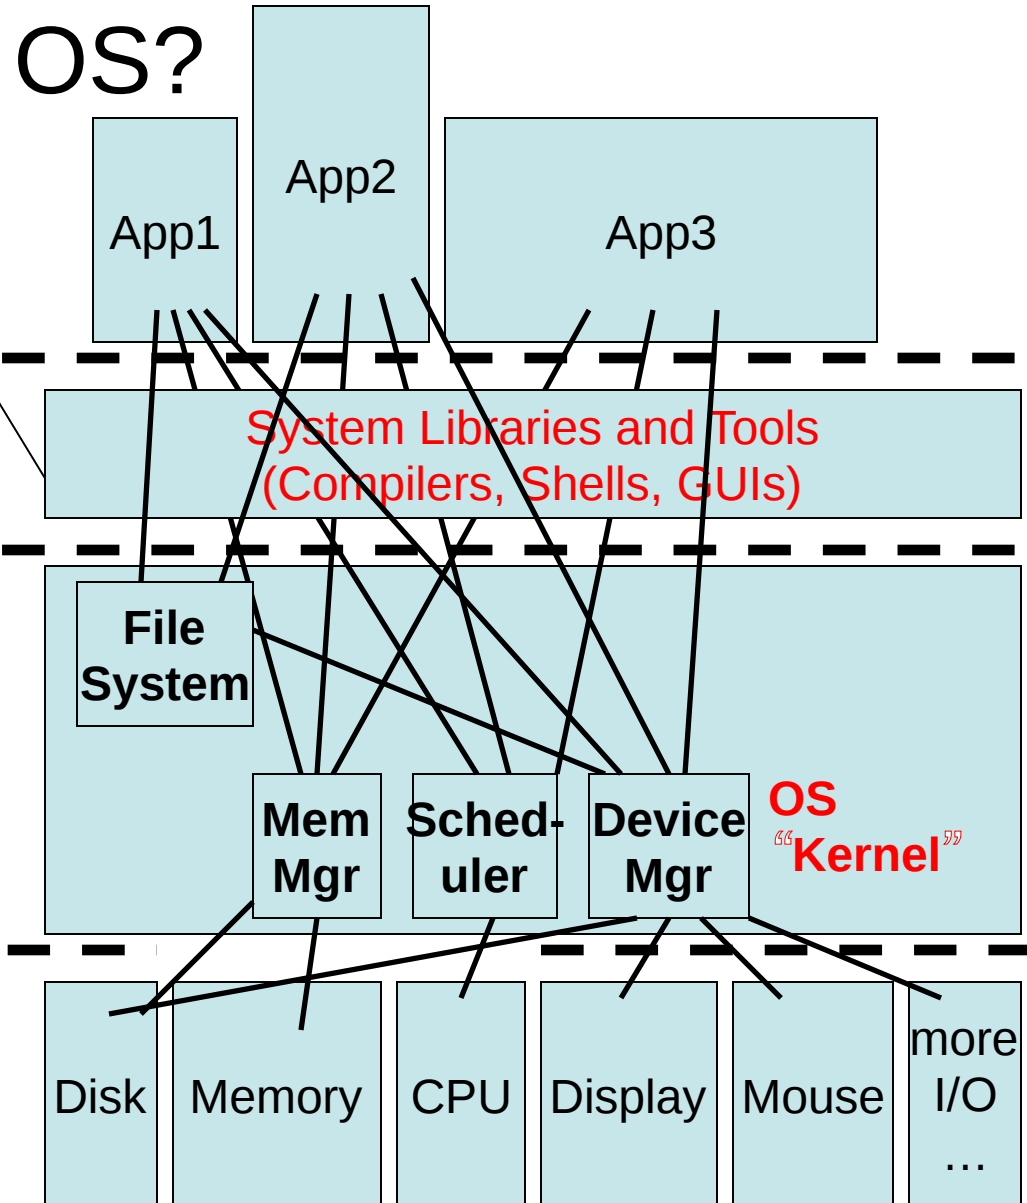 OS?
App1
App2
App3
System Libraries and Tools
(Compilers, Shells, GUIs)
File
System
Mem
Mgr
Sched-
uler
Device
Mgr
OS
“Kernel”
Disk
Memory
CPU
Display
Mouse
more
I/O
…